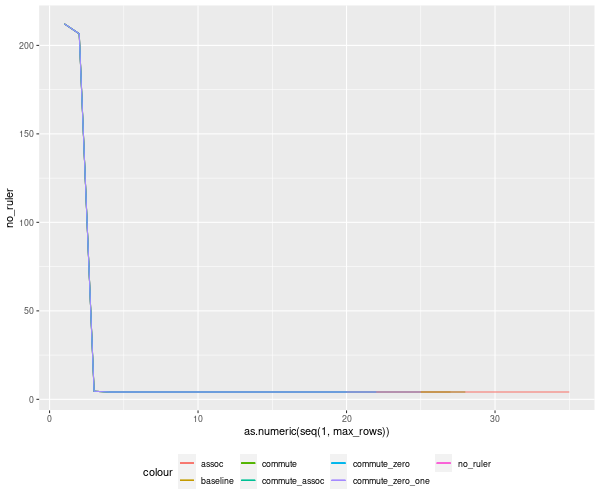 200
150
100
50
0
no_ruler
0 10 20 30
as.numeric(seq(1, max_rows))
colour assoc commute commute_zero no_ruler
baseline commute_assoc commute_zero_one